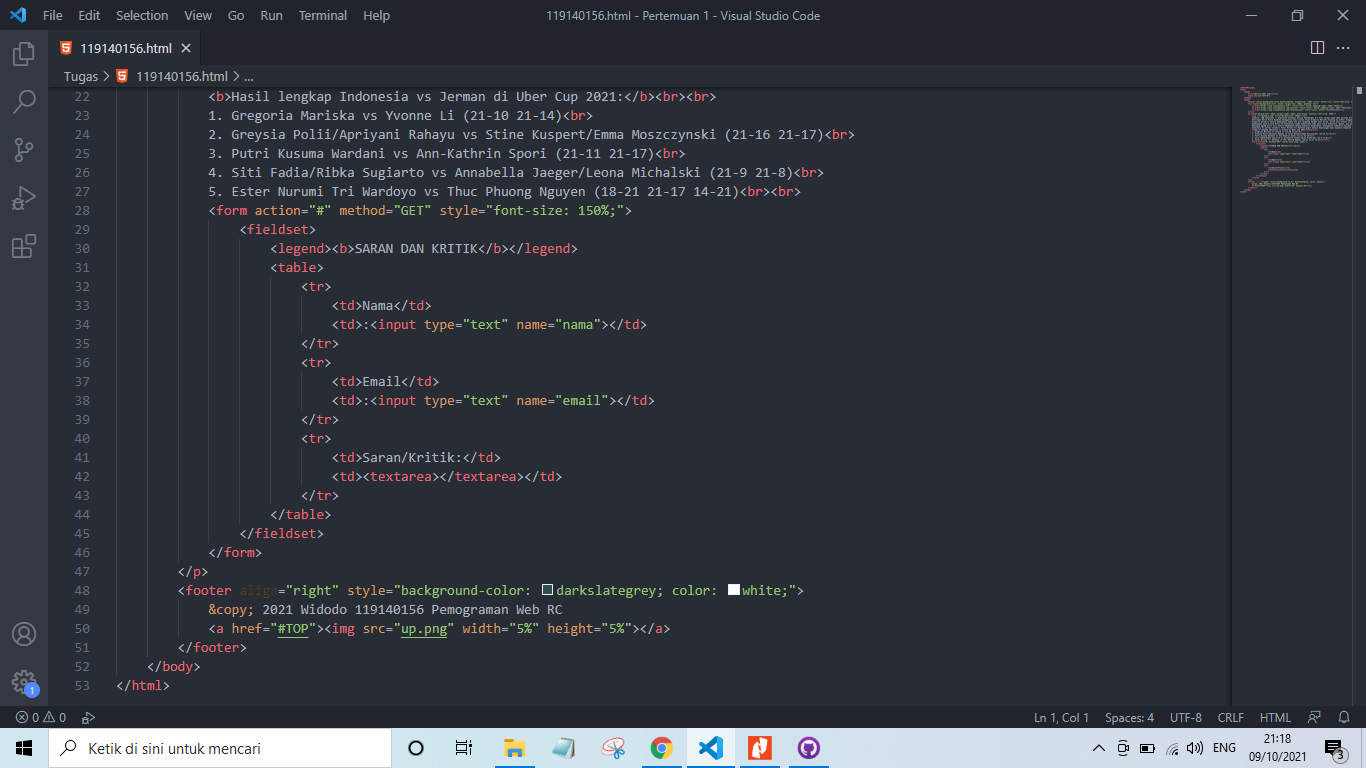 File Edit Selection View Go Run Terminal Help 119140156.html - Pertemuan 1 - Visual Studio Code
119140156.html
Tugas > 119140156.html > ...
22 <b>Hasil lengkap Indonesia vs Jerman di Uber Cup 2021:</b><br><br>
23 1. Gregoria Mariska vs Yvonne Li (21-10 21-14)<br>
24 2. Greysia Polii/Apriyani Rahayu vs Stine Kuspert/Emma Moszczynski (21-16 21-17)<br>
25 3. Putri Kusuma Wardani vs Ann-Kathrin Spori (21-11 21-17)<br>
26 4. Siti Fadia/Ribka Sugiarto vs Annabella Jaeger/Leona Michalski (21-9 21-8)<br>
27 5. Ester Nurumi Tri Wardoyo vs Thuc Phuong Nguyen (18-21 21-17 14-21)<br><br>
28 <form action="#" method="GET" style="font-size: 150%;">
29 <fieldset>
30 <legend><b>SARAN DAN KRITIK</b></legend>
31 <table>
32 <tr>
33 <td>Nama</td>
34 <td>:<input type="text" name="nama"></td>
35 </tr>
36 <tr>
37 <td>Email</td>
38 <td>:<input type="text" name="email"></td>
39 </tr>
40 <tr>
41 <td>Saran/Kritik:</td>
42 <td><textarea></textarea></td>
43 </tr>
44 </table>
45 </fieldset>
46 </form>
47 </p>
48 <footer align="right" style="background-color: darkslategrey; color: white;">
49 &copy; 2021 Widodo 119140156 Pemograman Web RC
50 <a href="#TOP"><img src="up.png" width="5%" height="5%"></a>
51 </footer>
52 </body>
53 </html>
1
0 0 Ln 1, Col 1 Spaces: 4 UTF-8 CRLF HTML
Ketik di sini untuk mencari ENG 21:18
09/10/2021 3